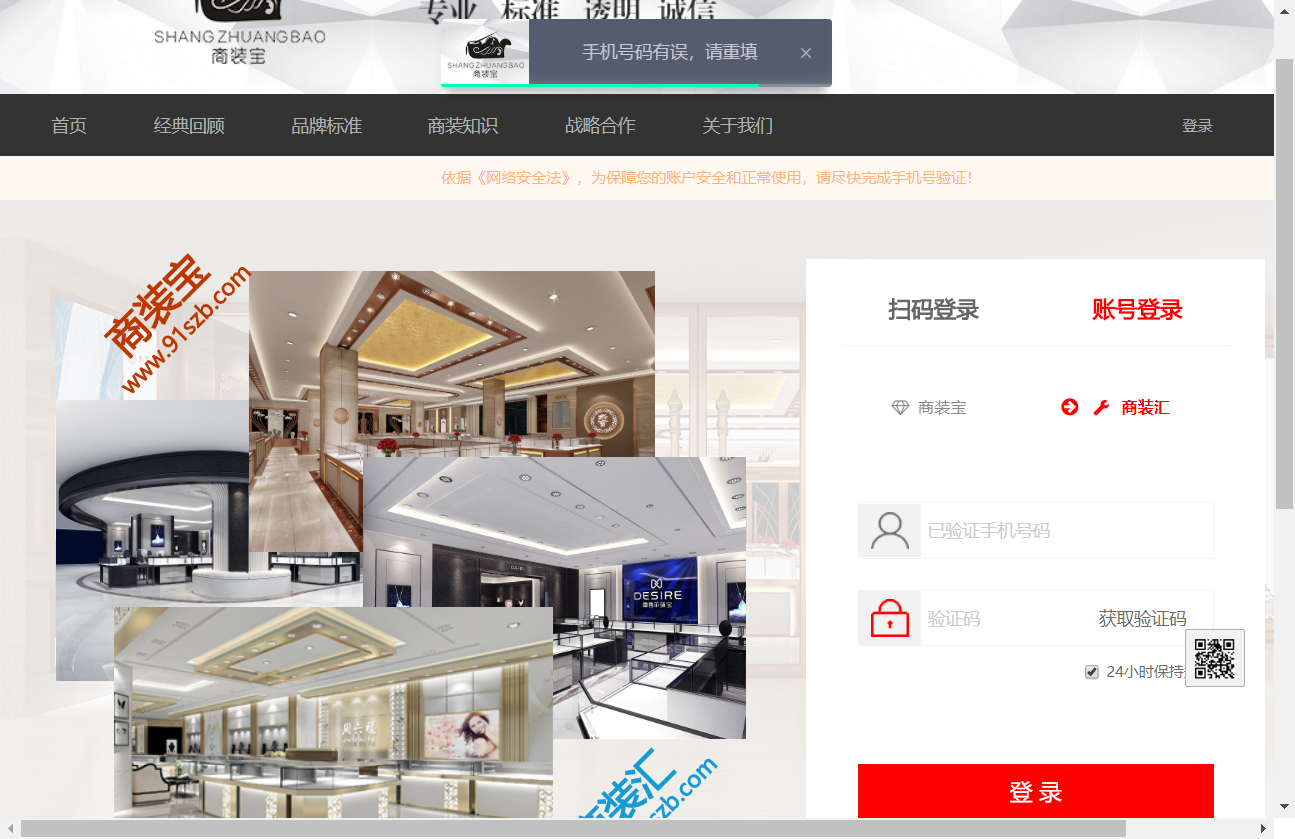 专业 标准 透明 诚信
SHANGZHUANGBAO
商装宝
SHANGZHUANGBAO
商装宝
手机号码有误，请重填
×
首页 经典回顾 品牌标准 商装知识 战略合作 关于我们 登录
依据《网络安全法》，为保障您的账户安全和正常使用，请尽快完成手机号验证！
商装宝
www.91szb.com
扫码登录 账号登录
商装宝 商装汇
已验证手机号码
验证码 获取验证码
24小时保持
登 录
DESIRE
周六福
商装汇
szb.com